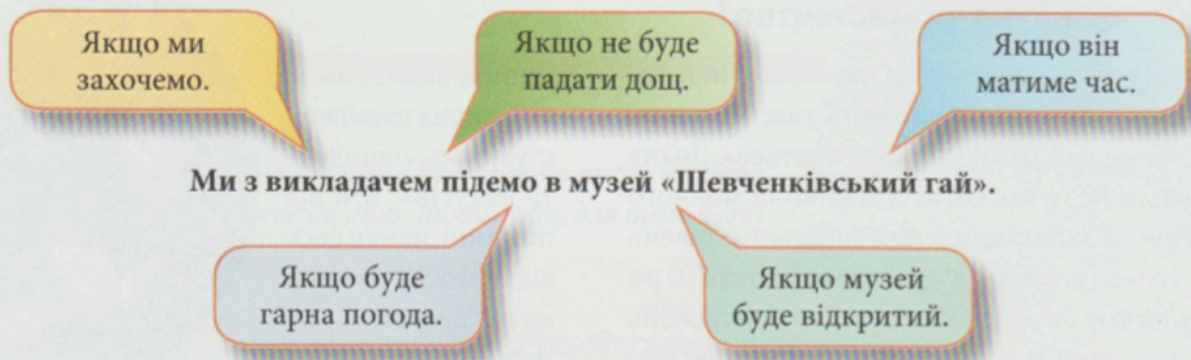 Якщо ми
захочемо.
Якщо не буде
падати дощ.
Якщо він
матиме час.
Ми з викладачем підемо в музей «Шевченківський гай».
Якщо буде
гарна погода.
Якщо музей
буде відкритий.